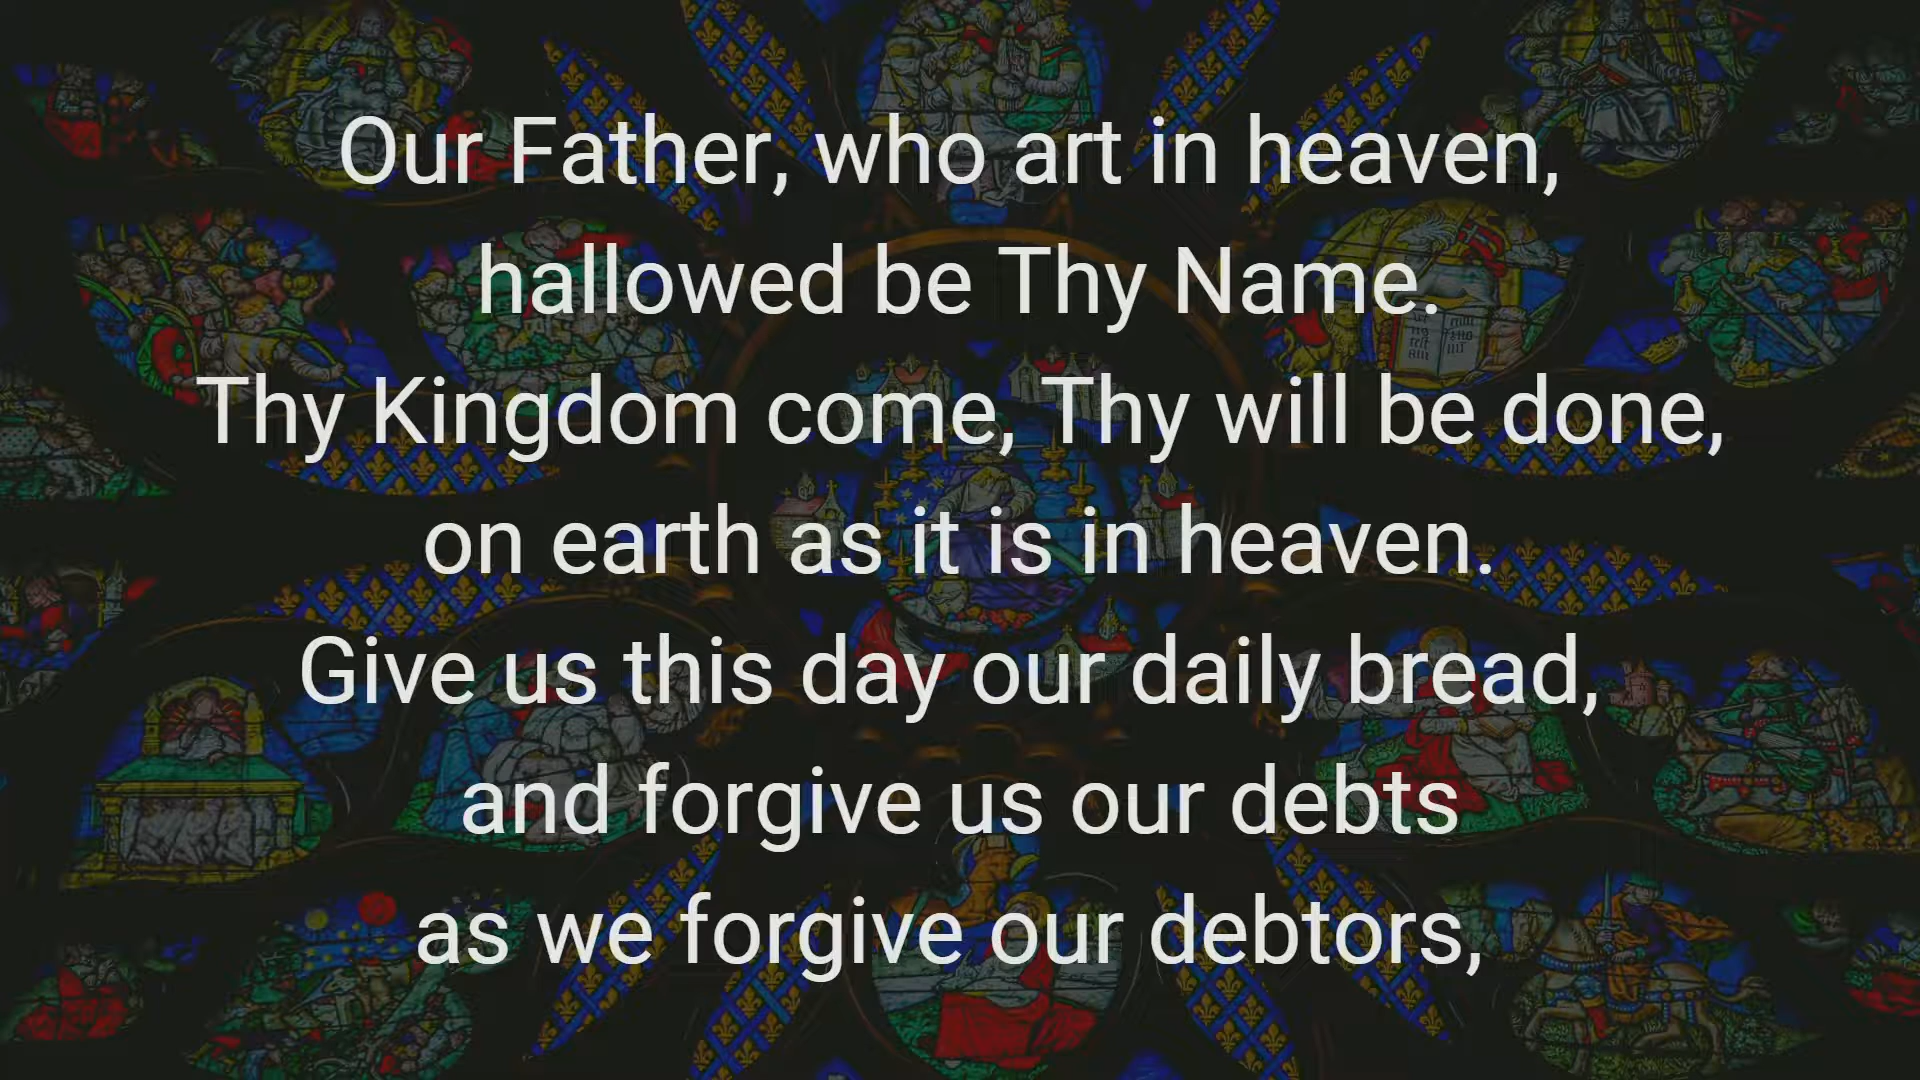 Our Father, who art in heaven,
hallowed be Thy Name.
Thy Kingdom come, Thy will be done,
on earth as it is in heaven.
Give us this day our daily bread,
and forgive us our debts
as we forgive our debtors,